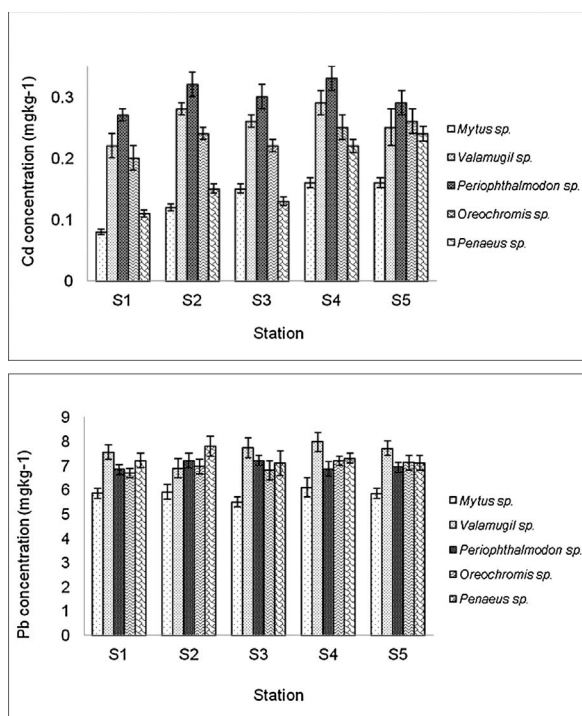 Cd concentration (mgkg-1)
0.3
0.2
0.1
0
S1 S2 S3 S4 S5
Station
Mytus sp.
Valamugil sp.
Periophthalmodon sp.
Oreochromis sp.
Penaeus sp.
Pb concentration (mgkg-1)
9
8
7
6
5
4
3
2
1
0
S1 S2 S3 S4 S5
Station
Mytus sp.
Valamugil sp.
Periophthalmodon sp.
Oreochromis sp.
Penaeus sp.